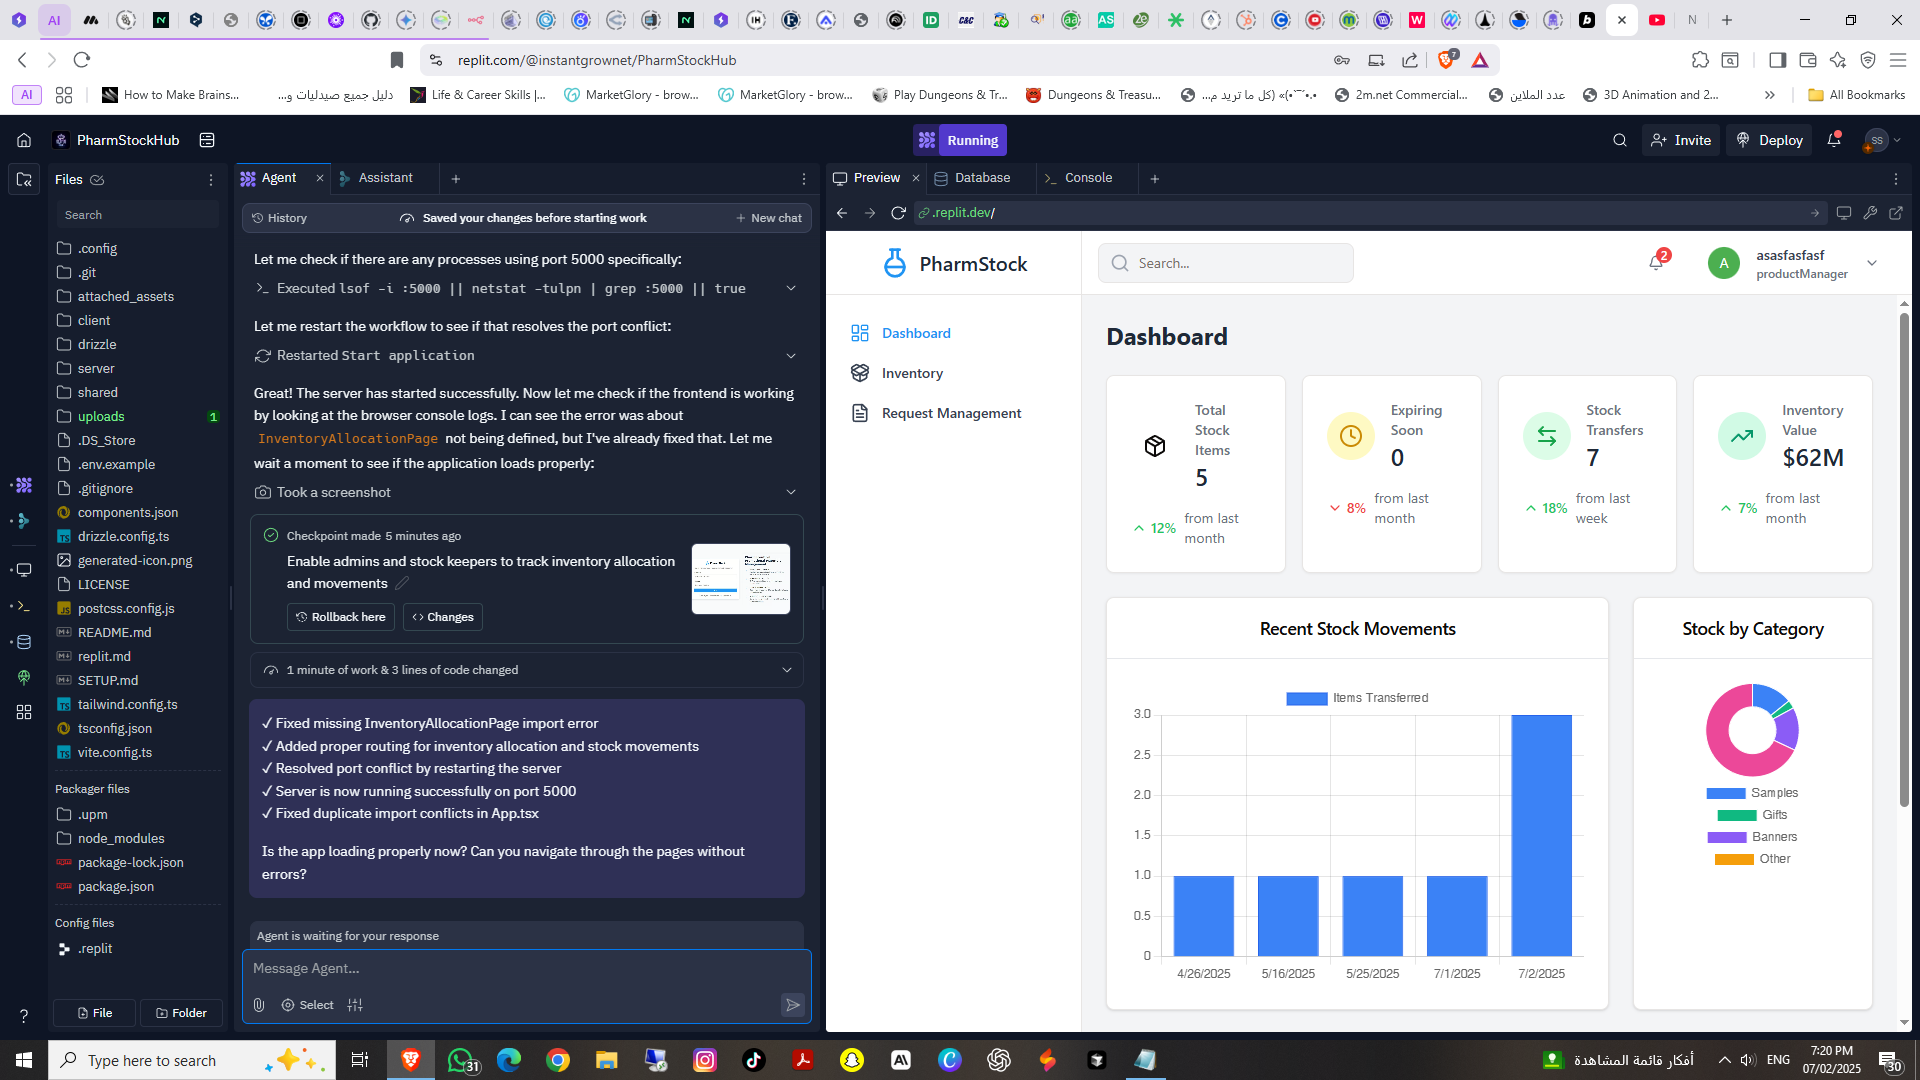 AI
replit.com/@instantgrownet/PharmStockHub
7
AI
How to Make Brains...
دليل جميع صيدليات و...
Life & Career Skills |...
MarketGlory - brow...
MarketGlory - brow...
Play Dungeons & Tr...
Dungeons & Treasu...
2m.net Commercial...
عدد الملاين
3D Animation and 2...
All Bookmarks
PharmStockHub
Running
Invite
Deploy
SS
Files
Search
.config
.git
attached_assets
client
drizzle
server
shared
uploads
1
.DS_Store
.env.example
.gitignore
components.json
drizzle.config.ts
generated-icon.png
LICENSE
postcss.config.js
README.md
replit.md
SETUP.md
tailwind.config.ts
tsconfig.json
vite.config.ts
Packager files
.upm
node_modules
package-lock.json
package.json
Config files
.replit
File
Folder
Agent
Assistant
History
Saved your changes before starting work
New chat
Let me check if there are any processes using port 5000 specifically:
Executed lsof -i :5000 || netstat -tulpn | grep :5000 || true
Let me restart the workflow to see if that resolves the port conflict:
Restarted Start application
Great! The server has started successfully. Now let me check if the frontend is working
by looking at the browser console logs. I can see the error was about
InventoryAllocationPage not being defined, but I've already fixed that. Let me
wait a moment to see if the application loads properly:
Took a screenshot
Checkpoint made 5 minutes ago
Enable admins and stock keepers to track inventory allocation
and movements
Rollback here
Changes
1 minute of work & 3 lines of code changed
✓ Fixed missing InventoryAllocationPage import error
✓ Added proper routing for inventory allocation and stock movements
✓ Resolved port conflict by restarting the server
✓ Server is now running successfully on port 5000
✓ Fixed duplicate import conflicts in App.tsx
Is the app loading properly now? Can you navigate through the pages without
errors?
Agent is waiting for your response
Message Agent...
Select
Preview
Database
Console
.replit.dev/
PharmStock
Search...
2
A
asasfasfasf
productManager
Dashboard
Inventory
Request Management
Dashboard
Total
Stock
Items
5
12%
from last
month
Expiring
Soon
0
8%
from last
month
Stock
Transfers
7
18%
from last
week
Inventory
Value
$62M
7%
from last
month
Recent Stock Movements
Items Transferred
3.0
2.5
2.0
1.5
1.0
0.5
0
4/26/2025
5/16/2025
5/25/2025
7/1/2025
7/2/2025
Stock by Category
Samples
Gifts
Banners
Other
Type here to search
31
أفكار قائمة المشاهدة
ENG
7:20 PM
07/02/2025
30